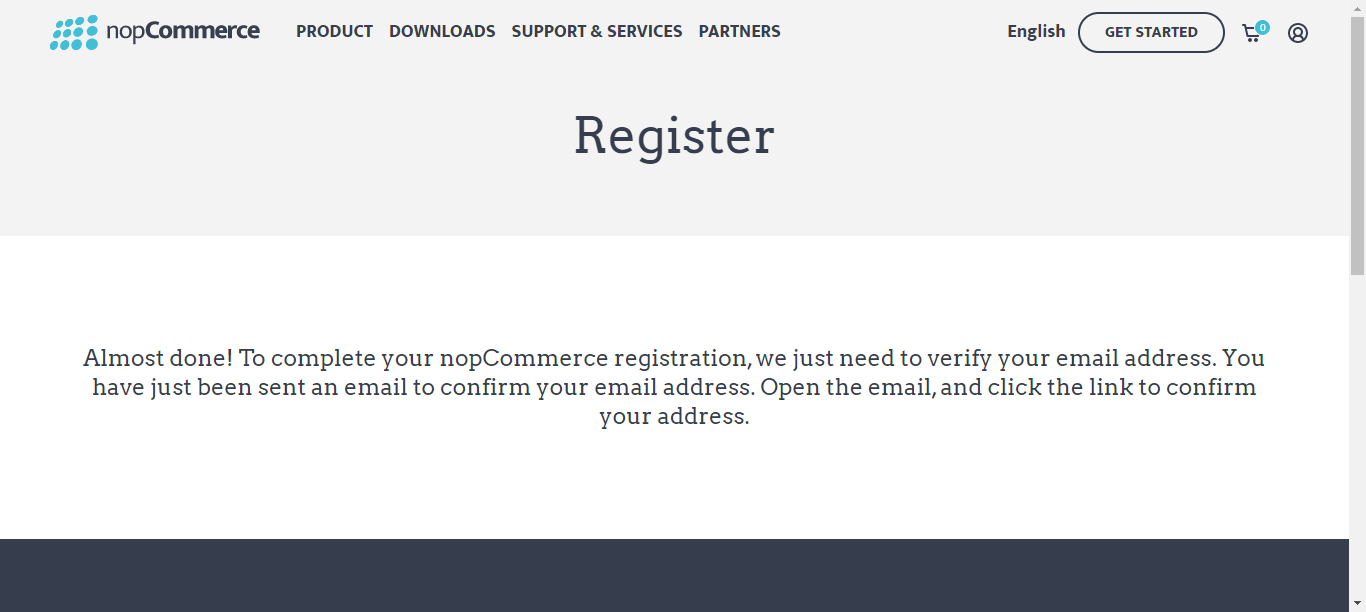 nopCommerce PRODUCT DOWNLOADS SUPPORT & SERVICES PARTNERS English GET STARTED 0
Register
Almost done! To complete your nopCommerce registration, we just need to verify your email address. You
have just been sent an email to confirm your email address. Open the email, and click the link to confirm
your address.